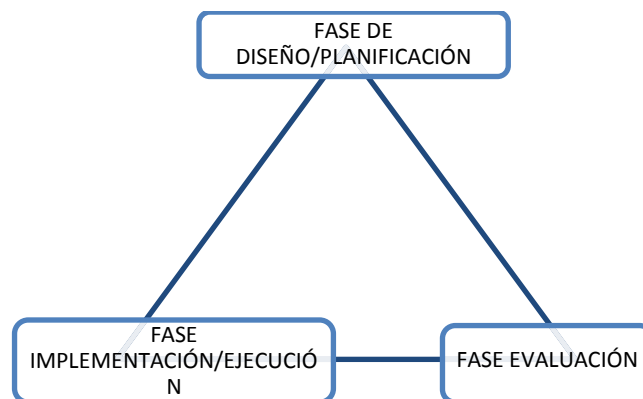 FASE DE
DISEÑO/PLANIFICACIÓN
FASE
IMPLEMENTACIÓN/EJECUCIÓ
N
FASE EVALUACIÓN